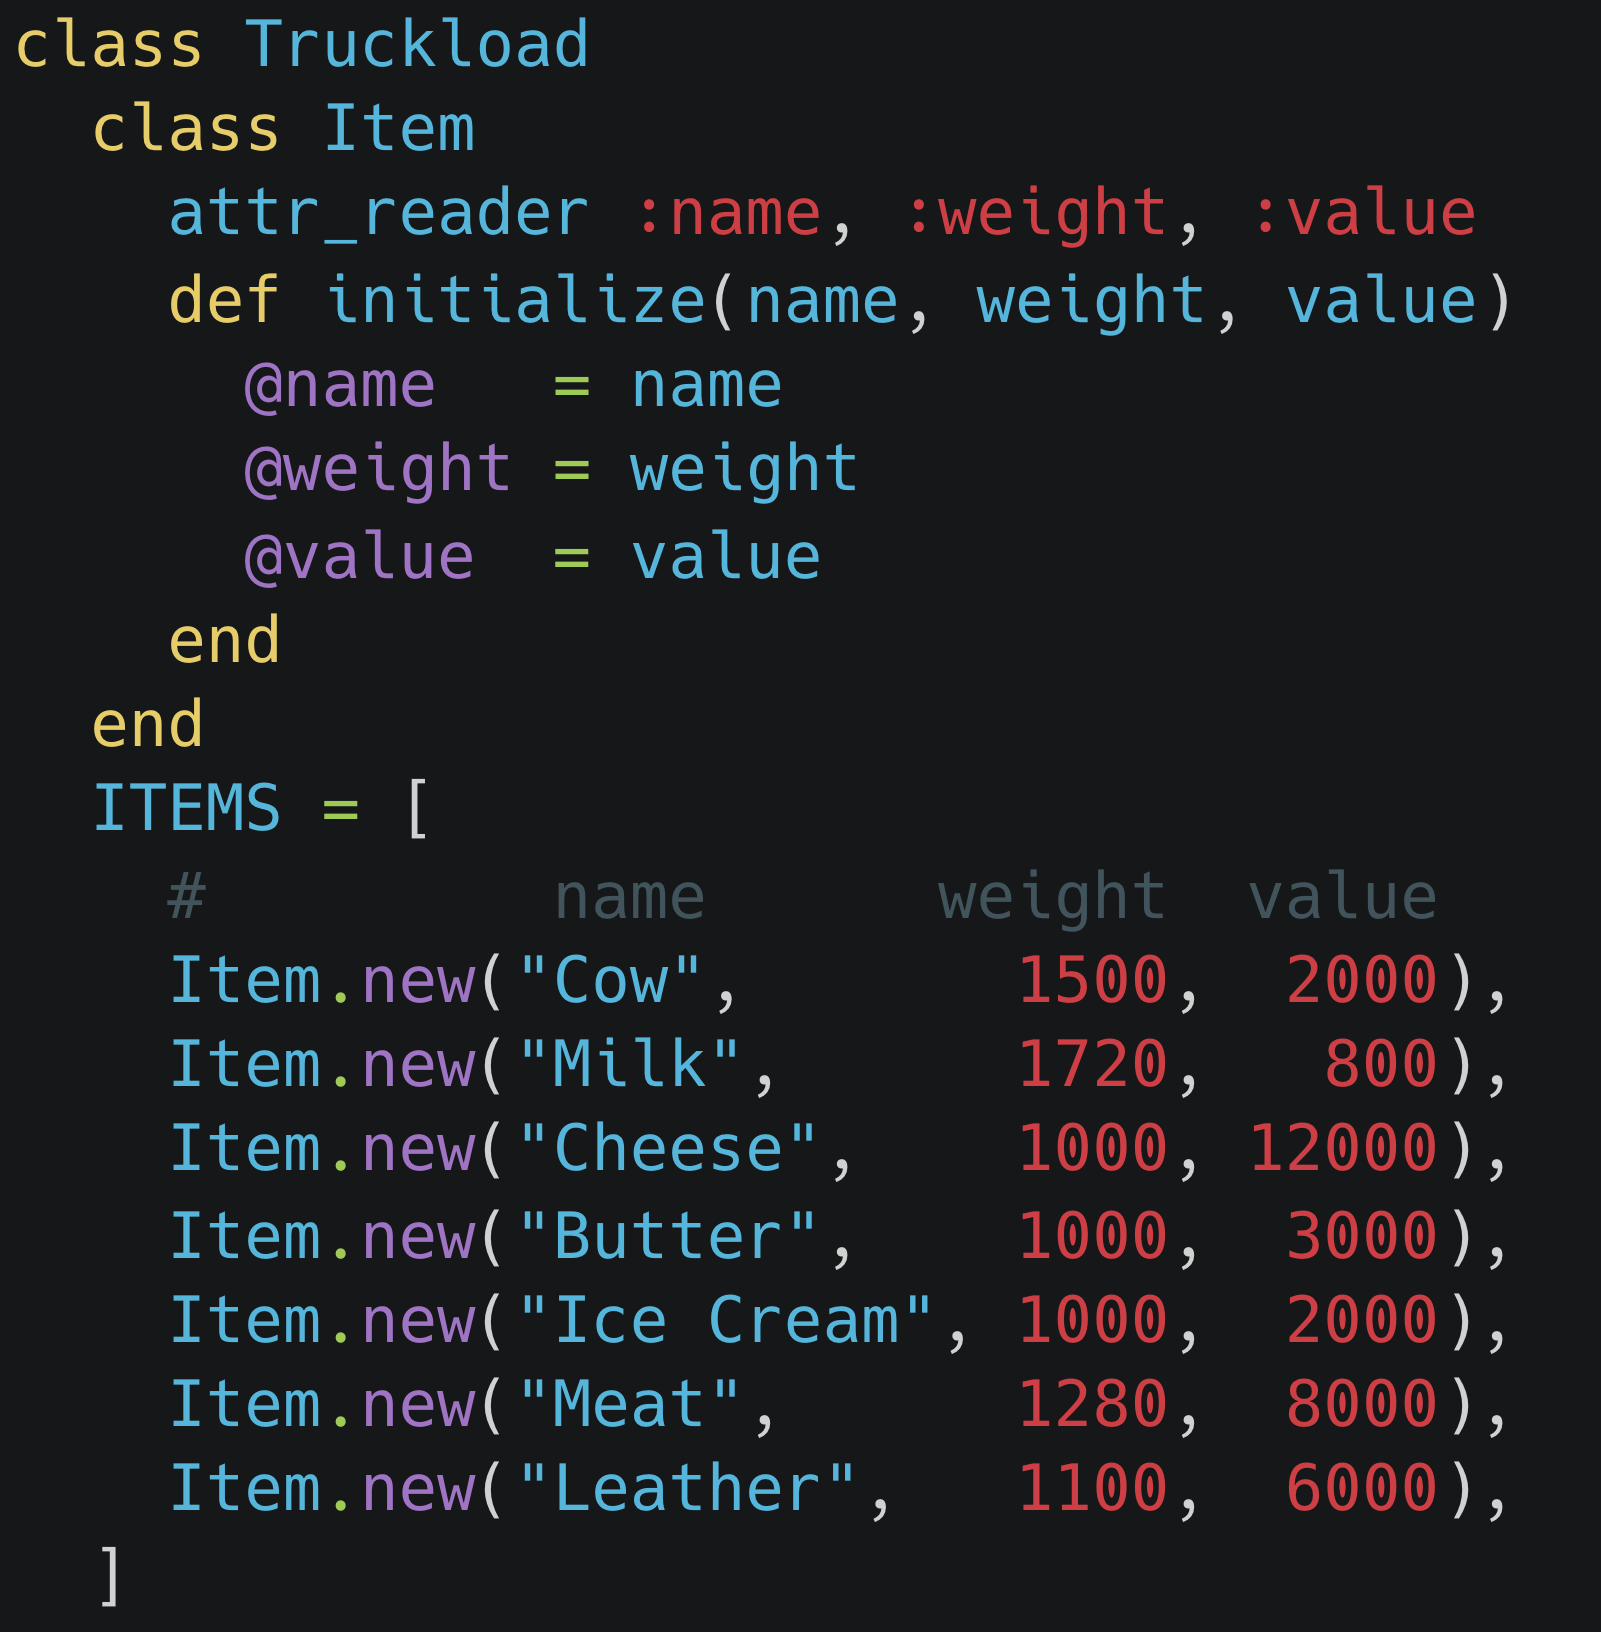 class Truckload
  class Item
    attr_reader :name, :weight, :value
    def initialize(name, weight, value)
      @name   = name
      @weight = weight
      @value  = value
    end
  end
  ITEMS = [
    #         name      weight  value
    Item.new("Cow",       1500,  2000),
    Item.new("Milk",      1720,   800),
    Item.new("Cheese",    1000, 12000),
    Item.new("Butter",    1000,  3000),
    Item.new("Ice Cream", 1000,  2000),
    Item.new("Meat",      1280,  8000),
    Item.new("Leather",   1100,  6000),
  ]